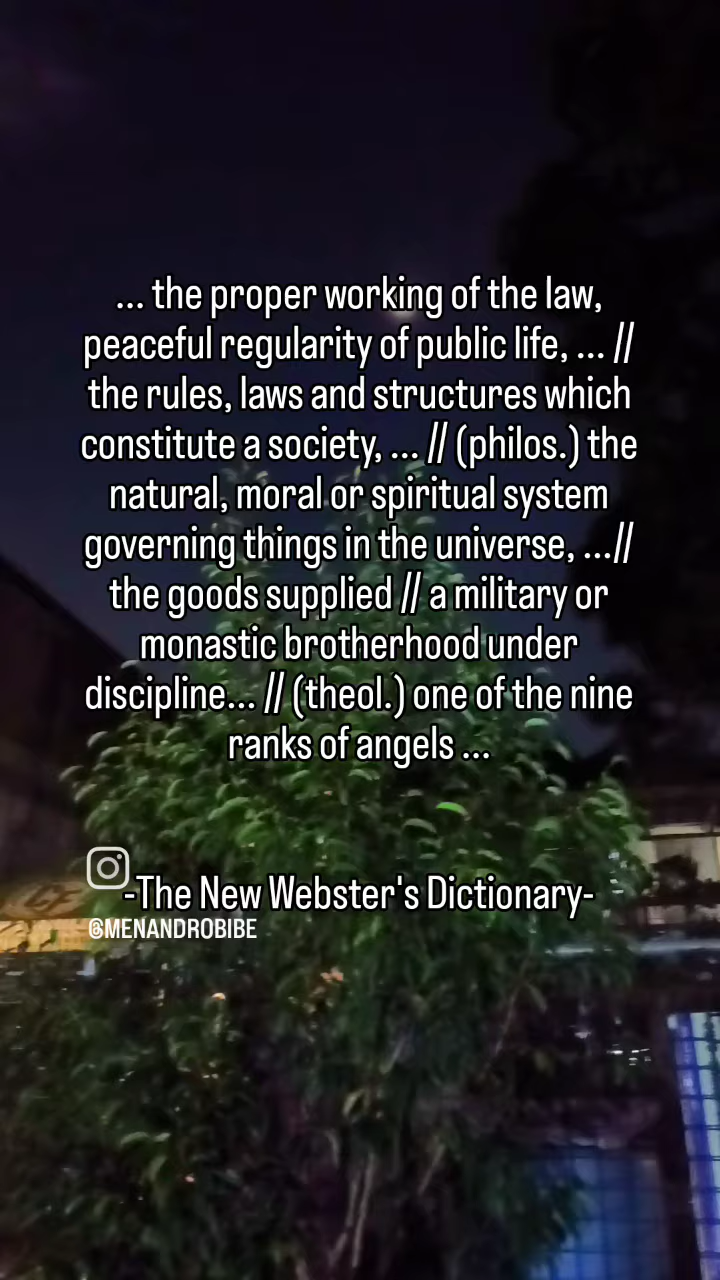 ... the proper working of the law,
peaceful regularity of public life, ... //
the rules, laws and structures which
constitute a society, ... // (philos.) the
natural, moral or spiritual system
governing things in the universe, ...//
the goods supplied // a military or
monastic brotherhood under
discipline... // (theol.) one of the nine
ranks of angels ...
-The New Webster's Dictionary-
@MENANDROBIBE